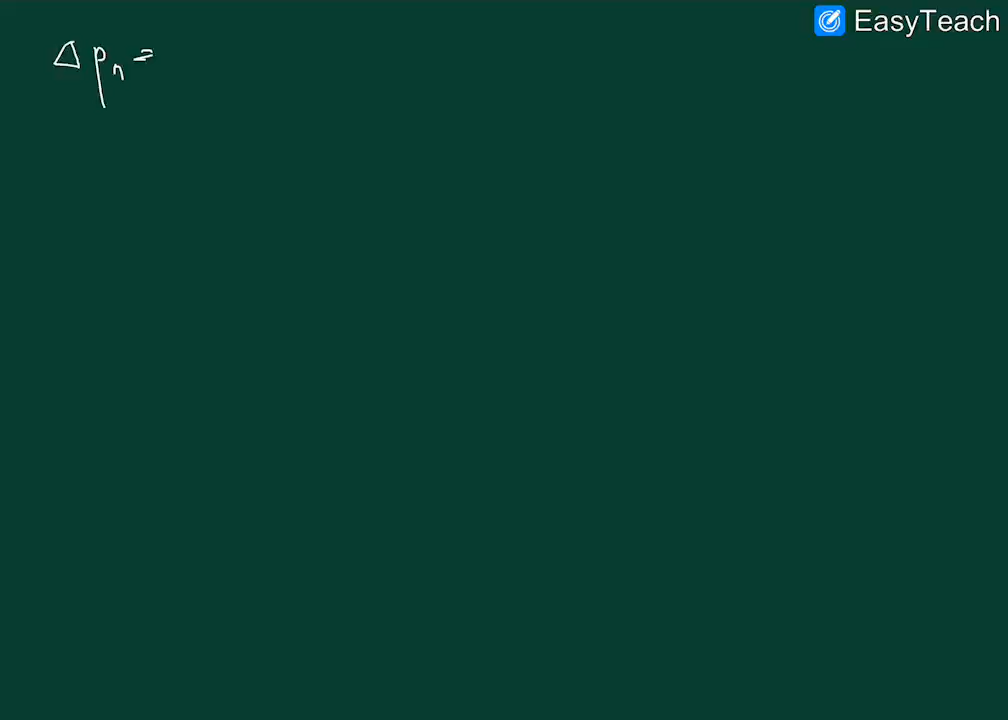 EasyTeach
Δpₙ =